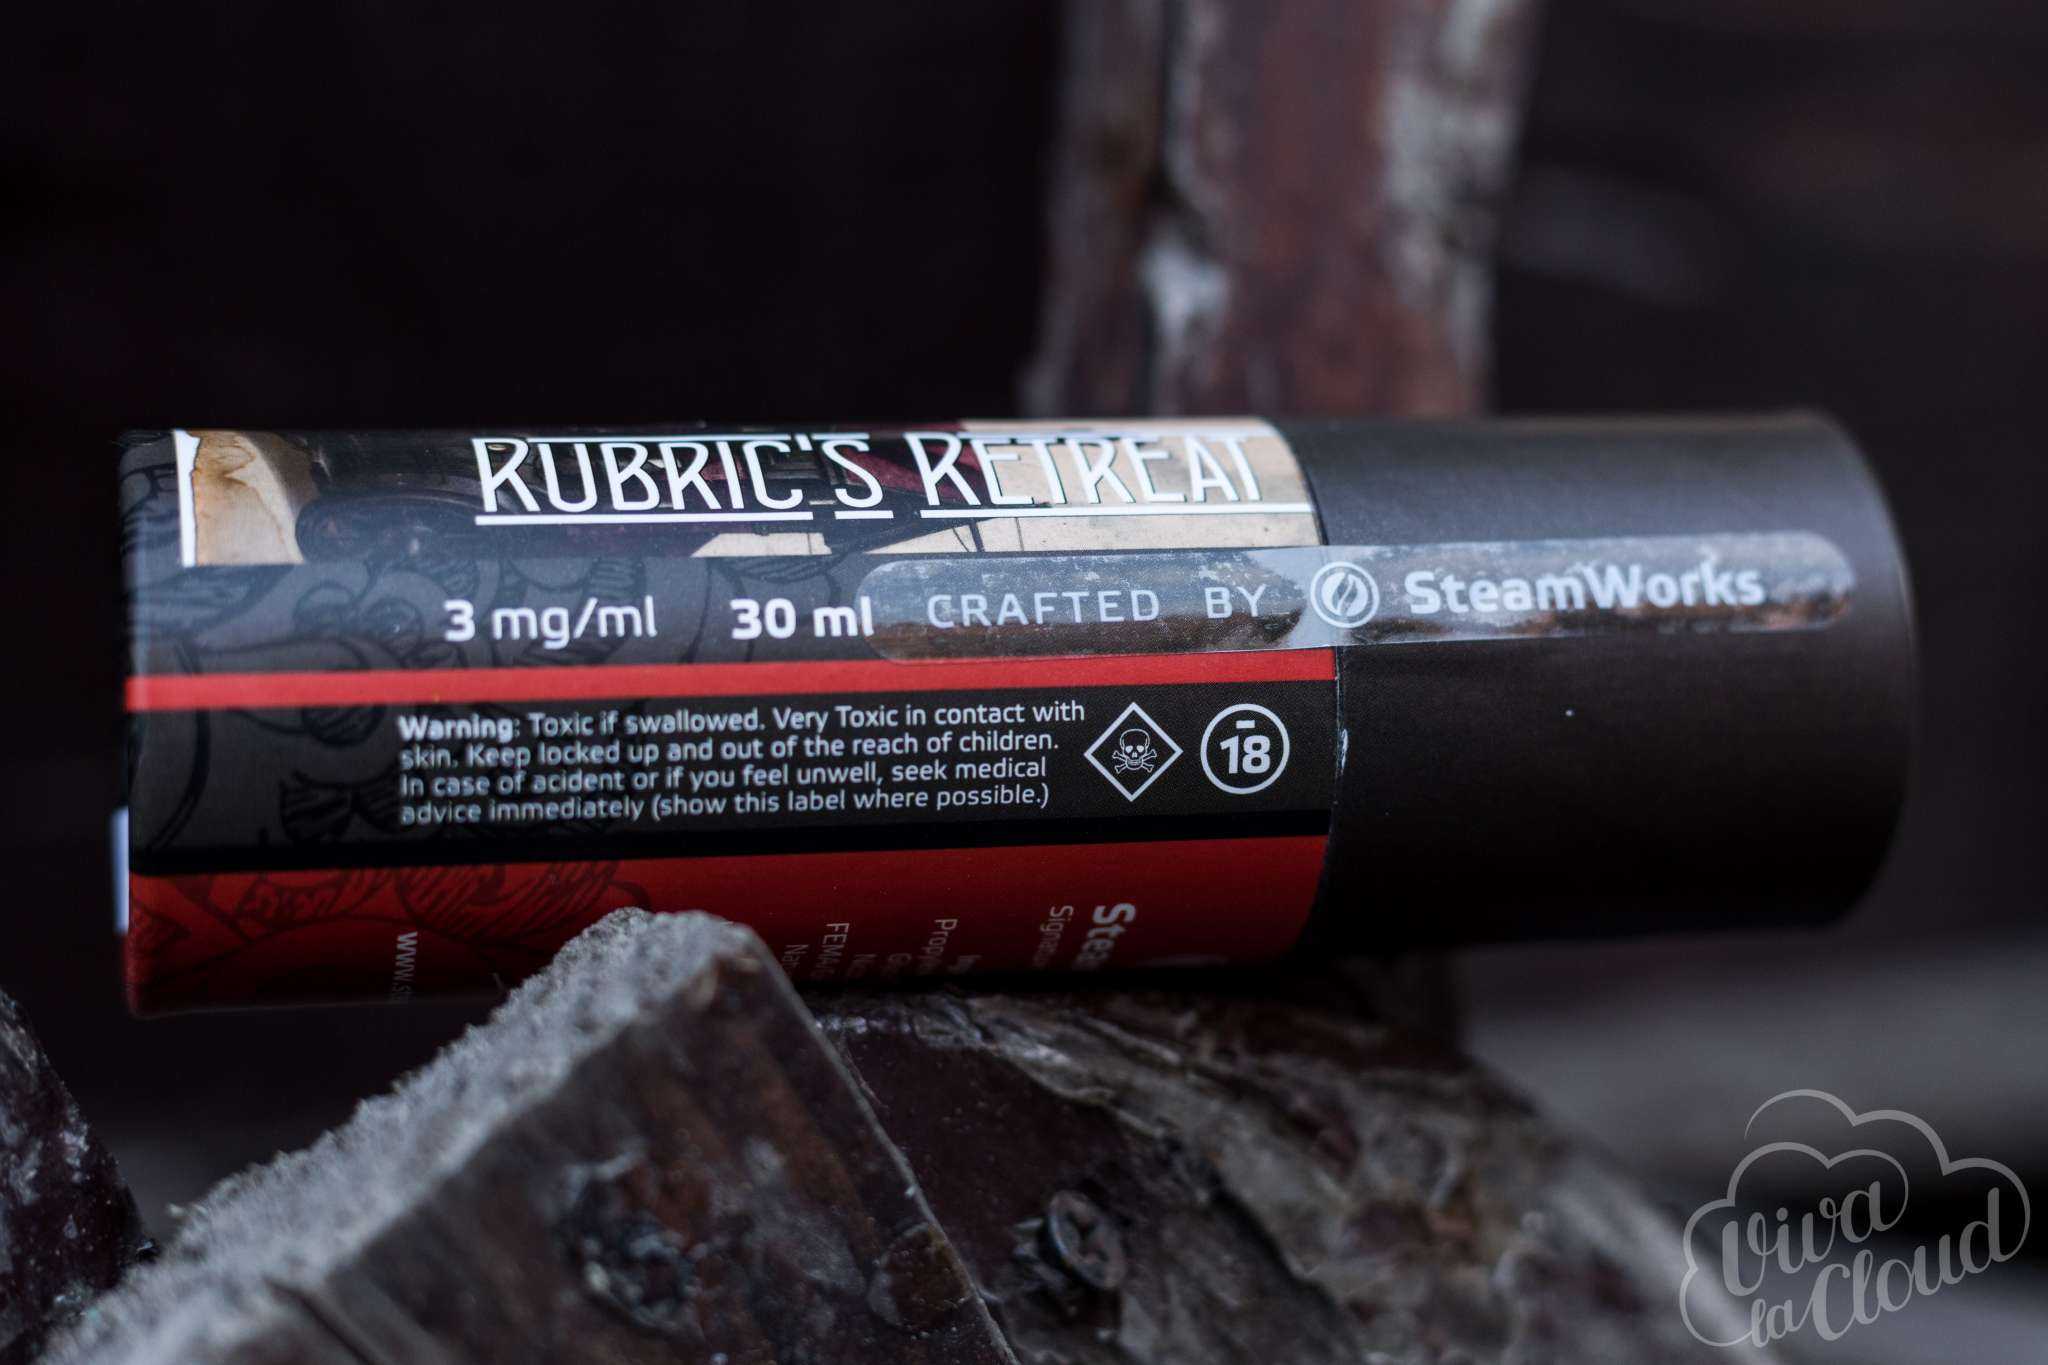 RUBRIC'S RETREAT
3 mg/ml 30 ml CRAFTED BY SteamWorks
Warning: Toxic if swallowed. Very Toxic in contact with
skin. Keep locked up and out of the reach of children.
In case of acident or if you feel unwell, seek medical
advice immediately (show this label where possible.)
-18
www.
Viva
la Cloud